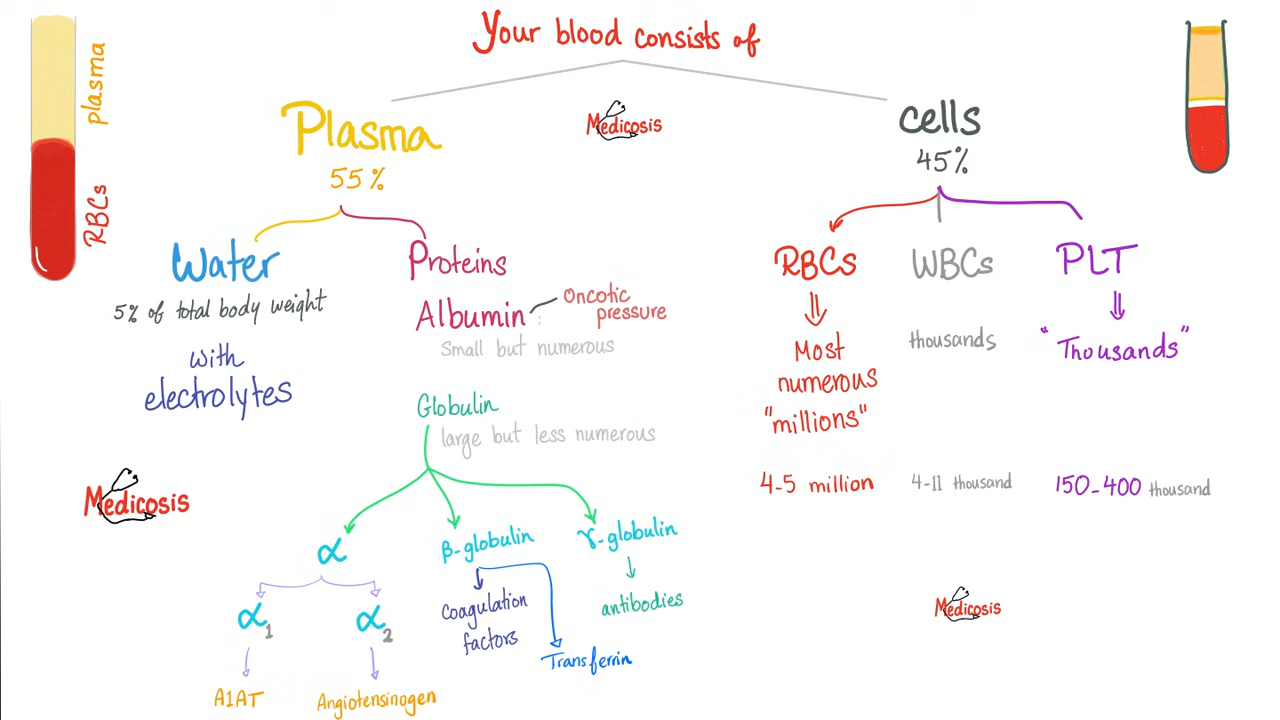 Your blood consists of
plasma
RBCs
Plasma
55%
Medicosis
cells
45%
Water
5% of total body weight
with
electrolytes
Proteins
Albumin
Oncotic
pressure
Small but numerous
Globulin
large but less numerous
α
α1
A1AT
α2
Angiotensinogen
β-globulin
Coagulation
factors
Transferrin
γ-globulin
antibodies
RBCs
Most
numerous
"millions"
4-5 million
WBCs
thousands
4-11 thousand
PLT
"Thousands"
150-400 thousand
Medicosis
Medicosis